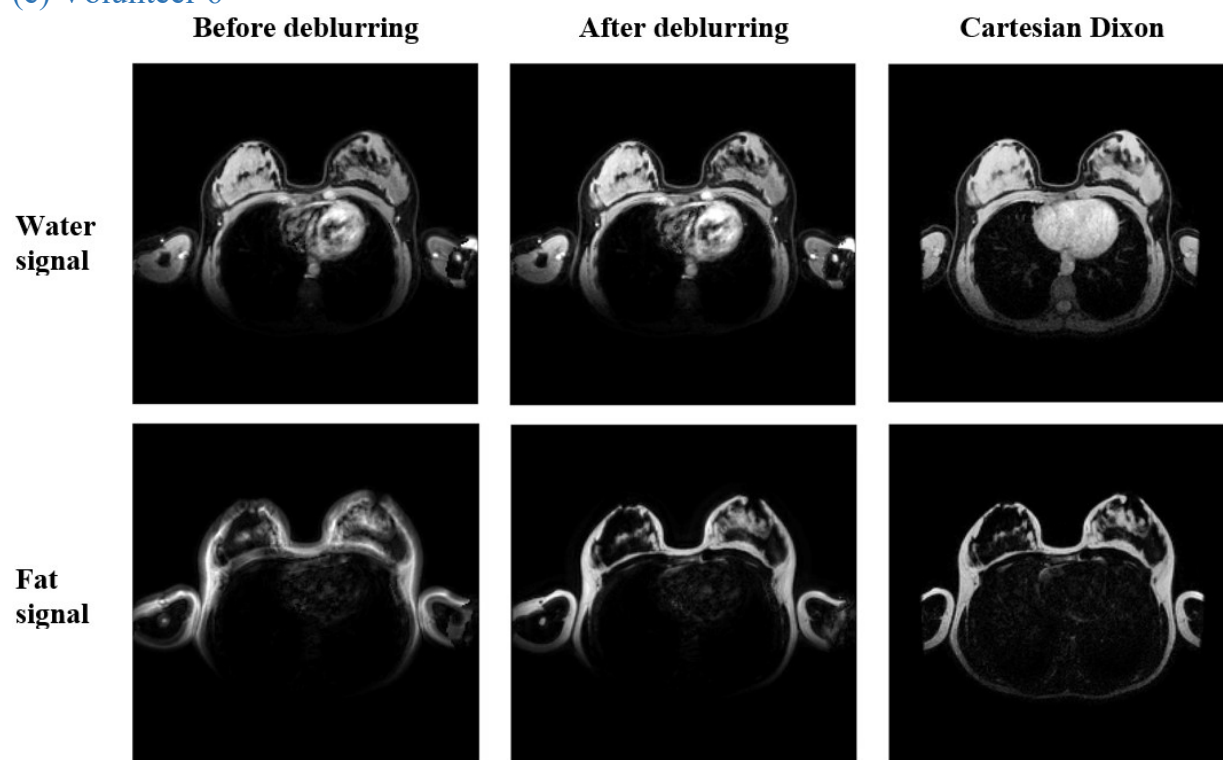 Before deblurring
After deblurring
Cartesian Dixon
Water
signal
Fat
signal